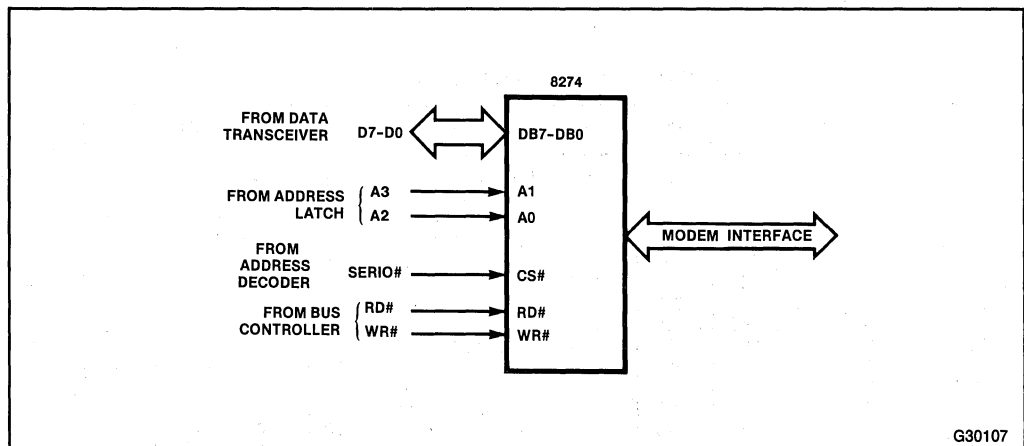 8274
FROM DATA
TRANSCEIVER
D7-D0
DB7-DB0
FROM ADDRESS
LATCH
A3
A2
A1
A0
FROM
ADDRESS
DECODER
SERIO#
CS#
FROM BUS
CONTROLLER
RD#
WR#
RD#
WR#
MODEM INTERFACE
G30107